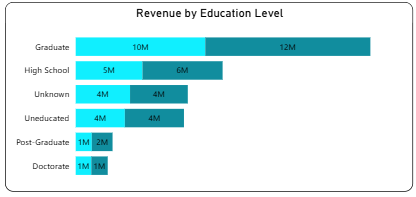 Revenue by Education Level
Graduate 10M 12M
High School 5M 6M
Unknown 4M 4M
Uneducated 4M 4M
Post-Graduate 1M 2M
Doctorate 1M 1M